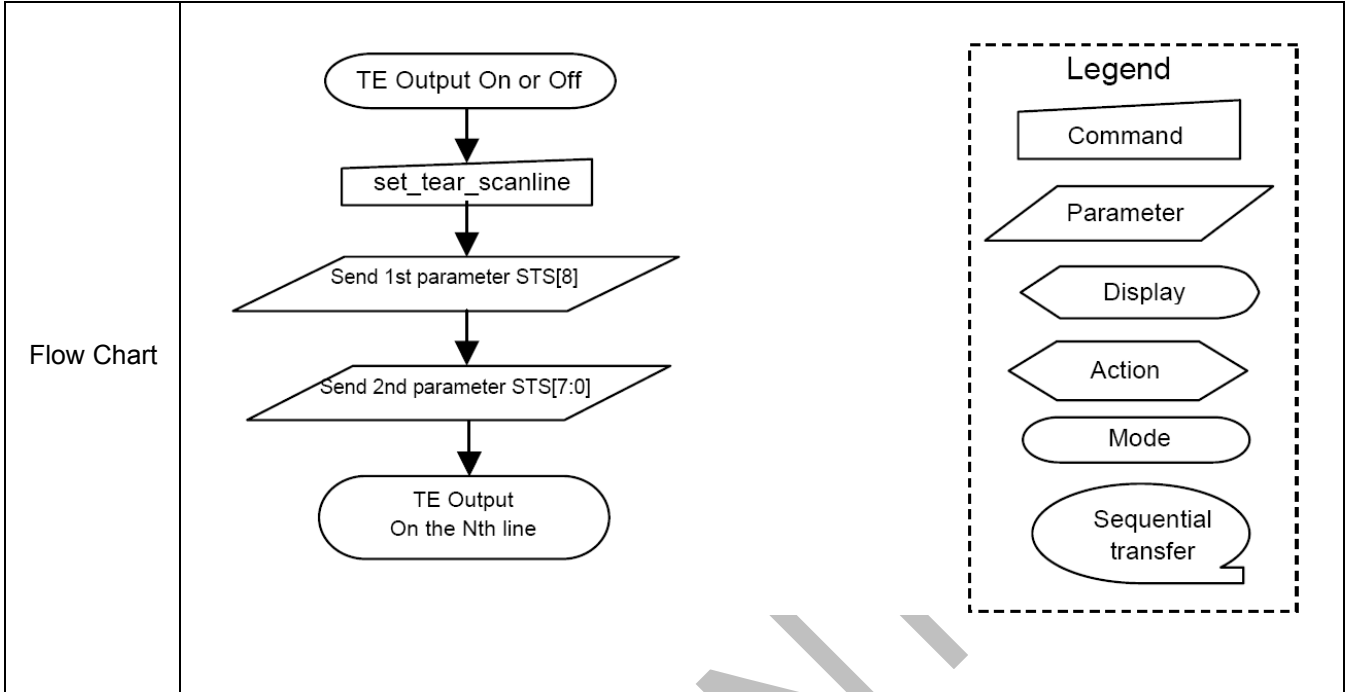 Flow Chart
TE Output On or Off
set_tear_scanline
Send 1st parameter STS[8]
Send 2nd parameter STS[7:0]
TE Output
On the Nth line
Legend
Command
Parameter
Display
Action
Mode
Sequential
transfer